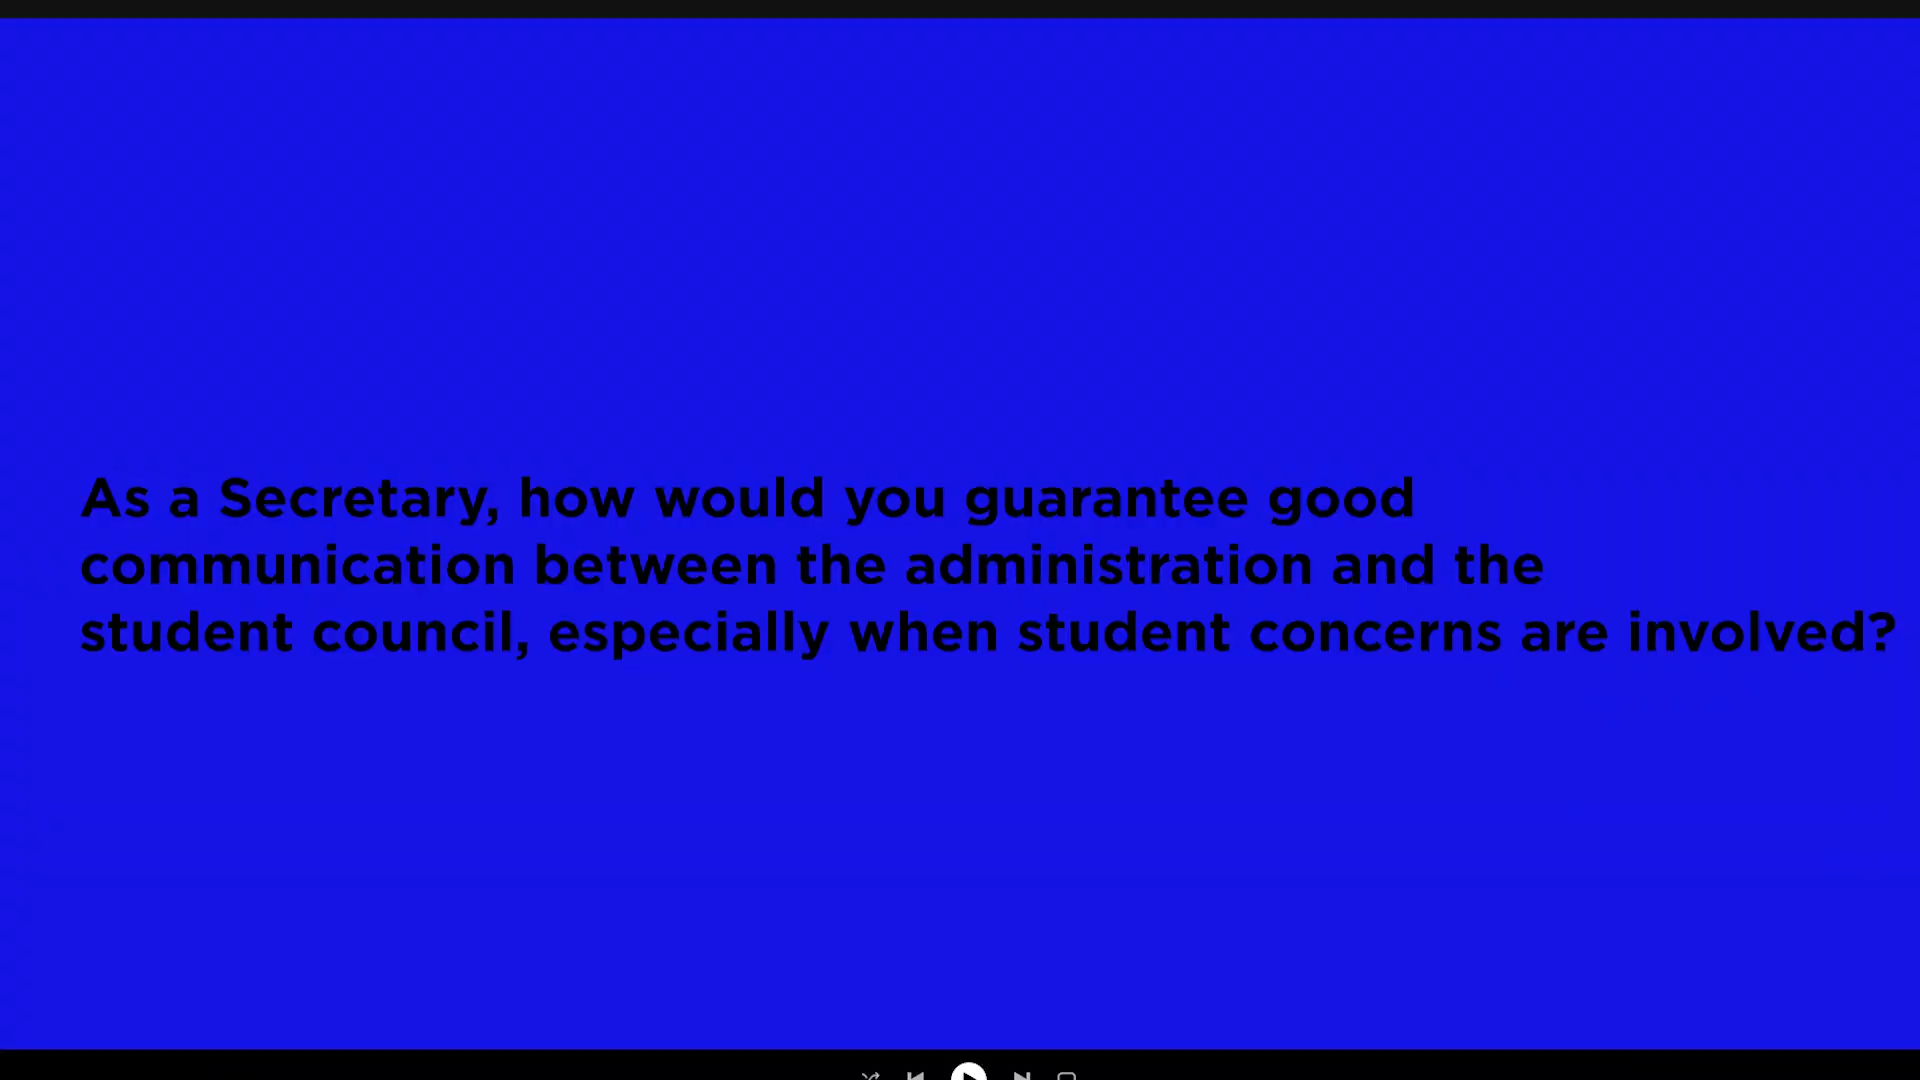 As a Secretary, how would you guarantee good
communication between the administration and the
student council, especially when student concerns are involved?